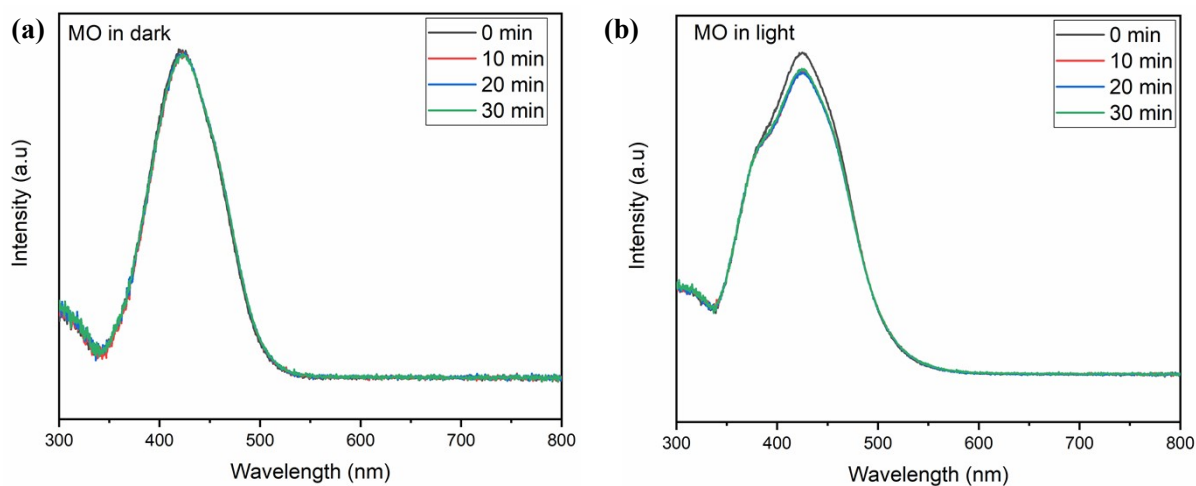 (a)
MO in dark
0 min
10 min
20 min
30 min
Intensity (a.u)
300 400 500 600 700 800
Wavelength (nm)
(b)
MO in light
0 min
10 min
20 min
30 min
Intensity (a.u)
300 400 500 600 700 800
Wavelength (nm)